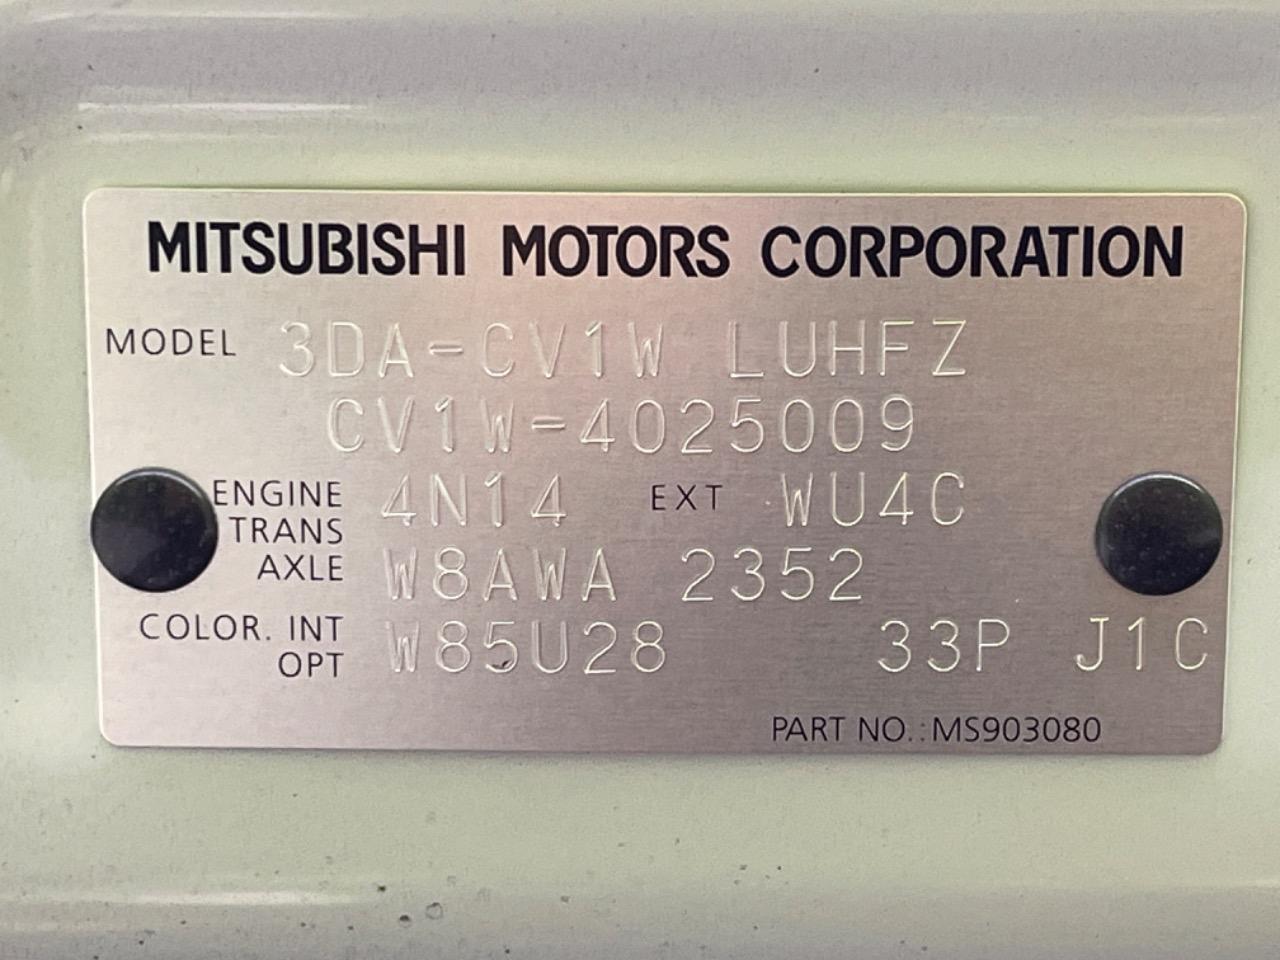 MITSUBISHI MOTORS CORPORATION
MODEL 3DA-CV1W LUHFZ
CV1W-4025009
ENGINE 4N14 EXT WU4C
TRANS
AXLE W8AWA 2352
COLOR. INT
OPT W85U28 33P J1C
PART NO.:MS903080